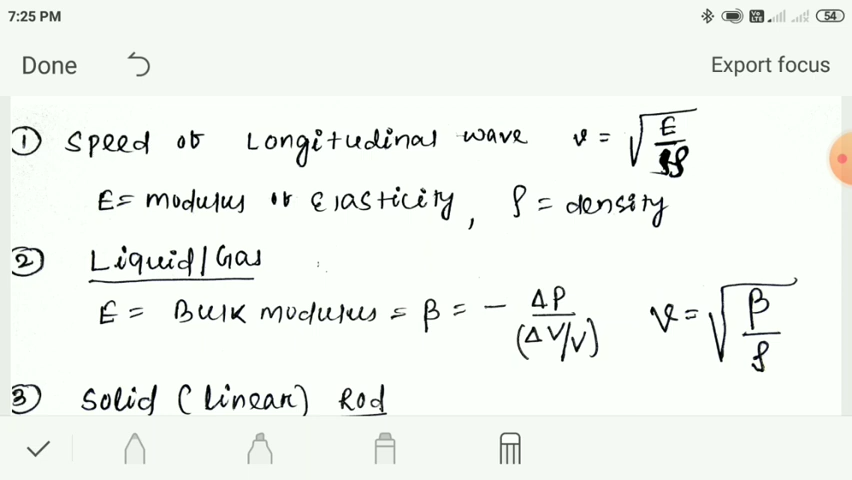 7:25 PM 54
Done Export focus
① Speed of Longitudinal wave v = √(E/ρ)
E = modulus of Elasticity, ρ = density
② Liquid/Gas
E = Bulk modulus = β = - ΔP/(ΔV/V) v = √(β/ρ)
③ Solid (linear) Rod